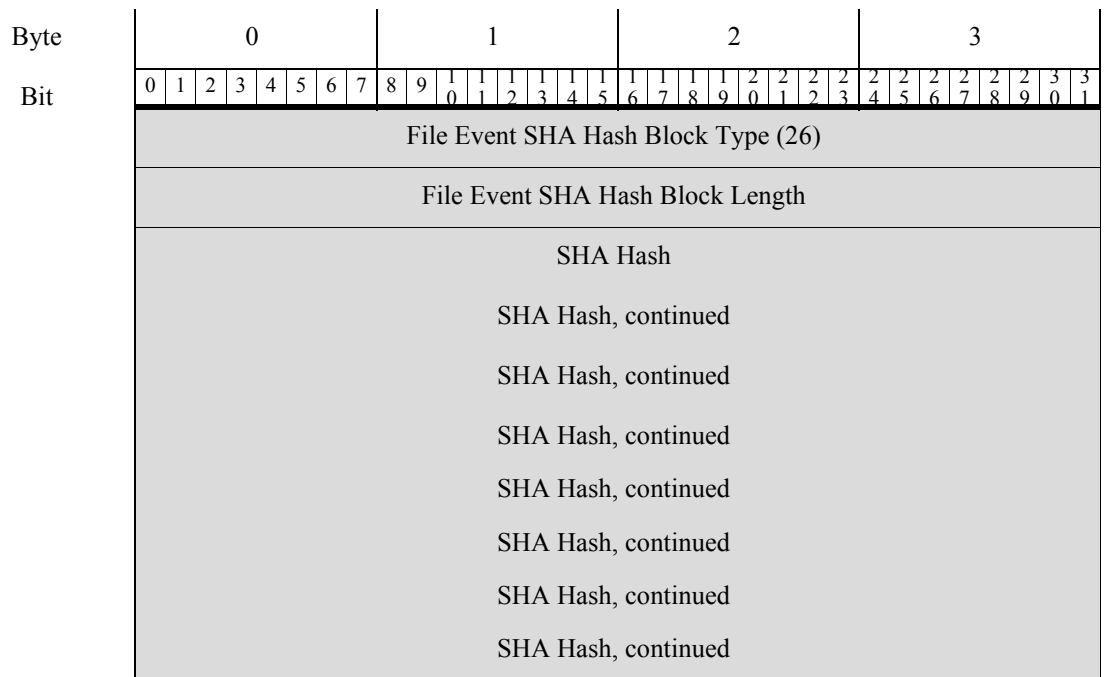 Byte 0 1 2 3
Bit 0 1 2 3 4 5 6 7 8 9 10 11 12 13 14 15 16 17 18 19 20 21 22 23 24 25 26 27 28 29 30 31
File Event SHA Hash Block Type (26)
File Event SHA Hash Block Length
SHA Hash
SHA Hash, continued
SHA Hash, continued
SHA Hash, continued
SHA Hash, continued
SHA Hash, continued
SHA Hash, continued
SHA Hash, continued